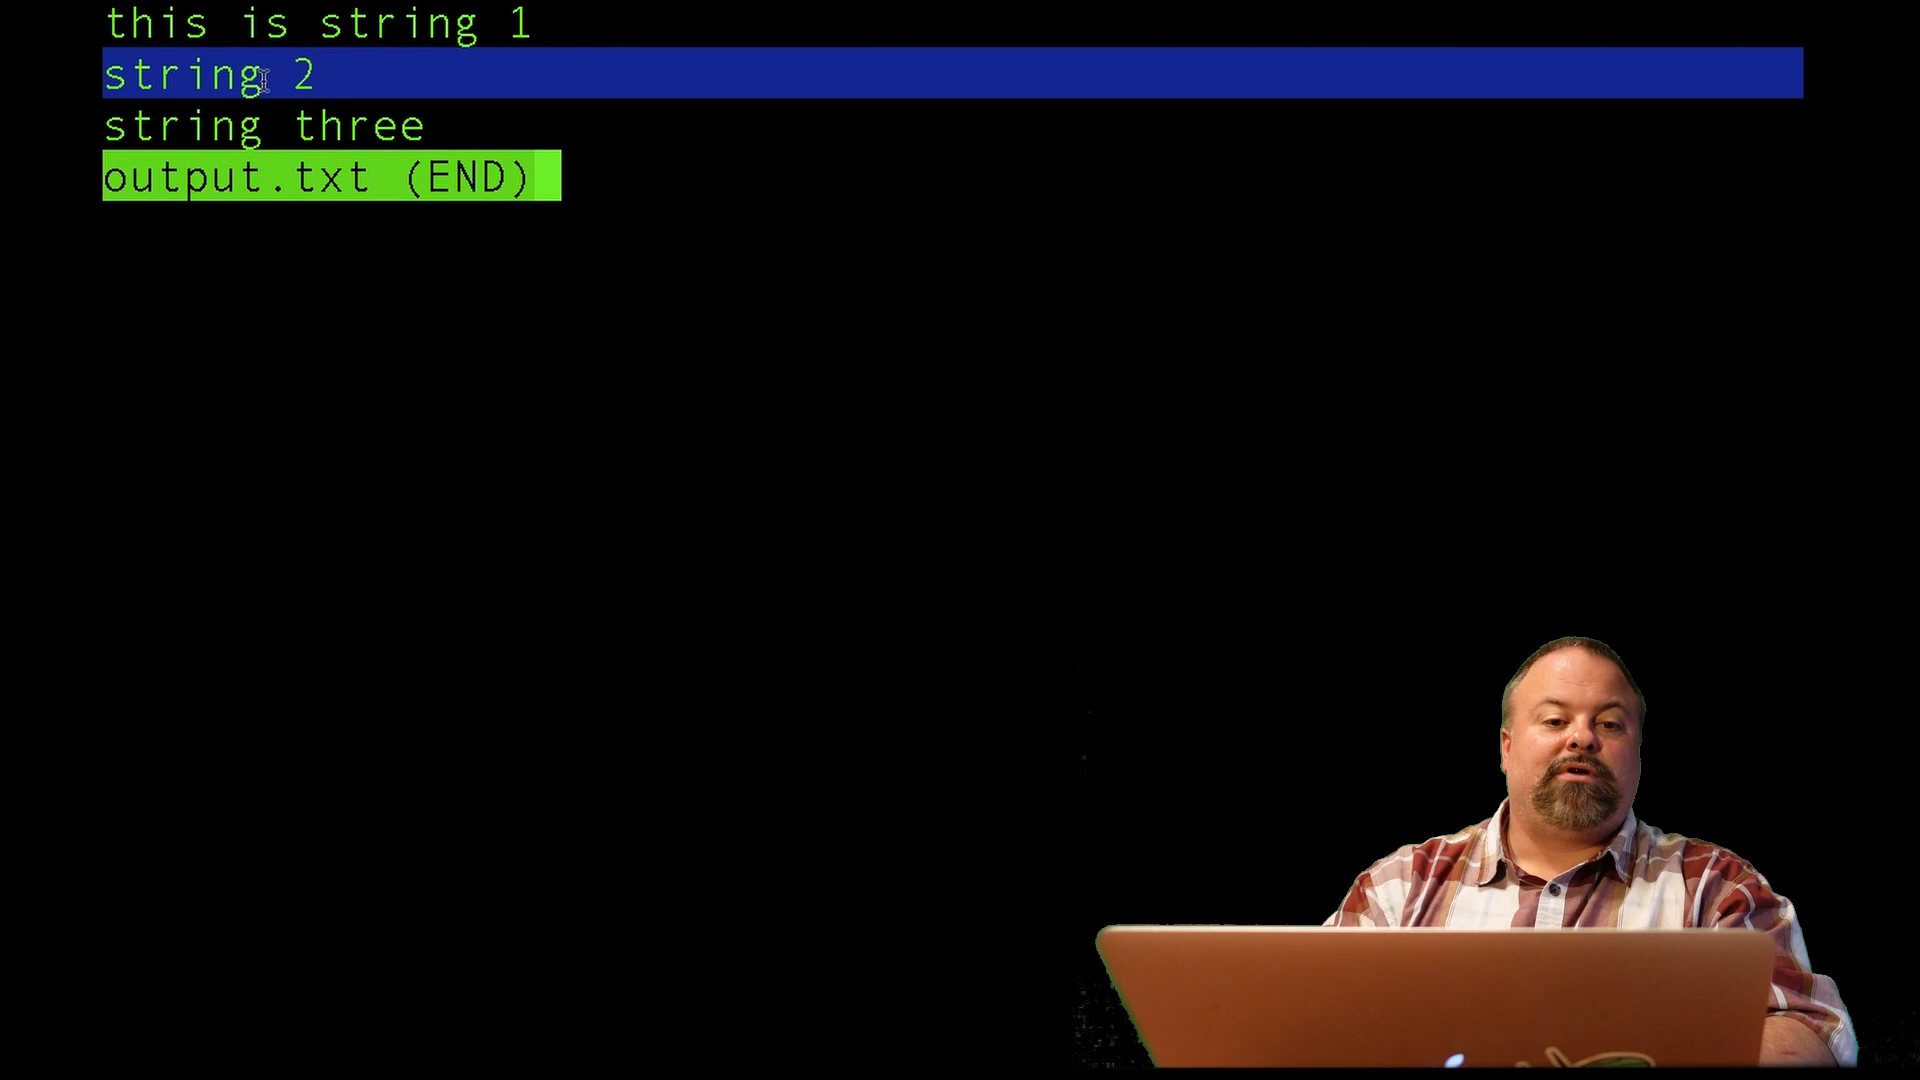 this is string 1
string 2
string three
output.txt (END)